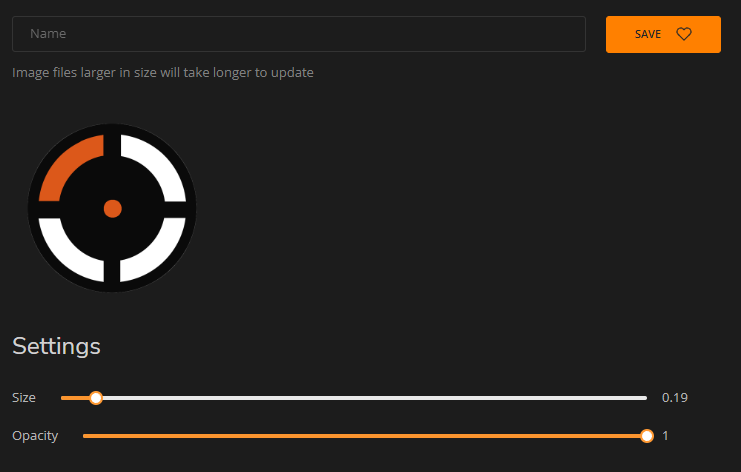 Name
SAVE
Image files larger in size will take longer to update
Settings
Size 0.19
Opacity 1